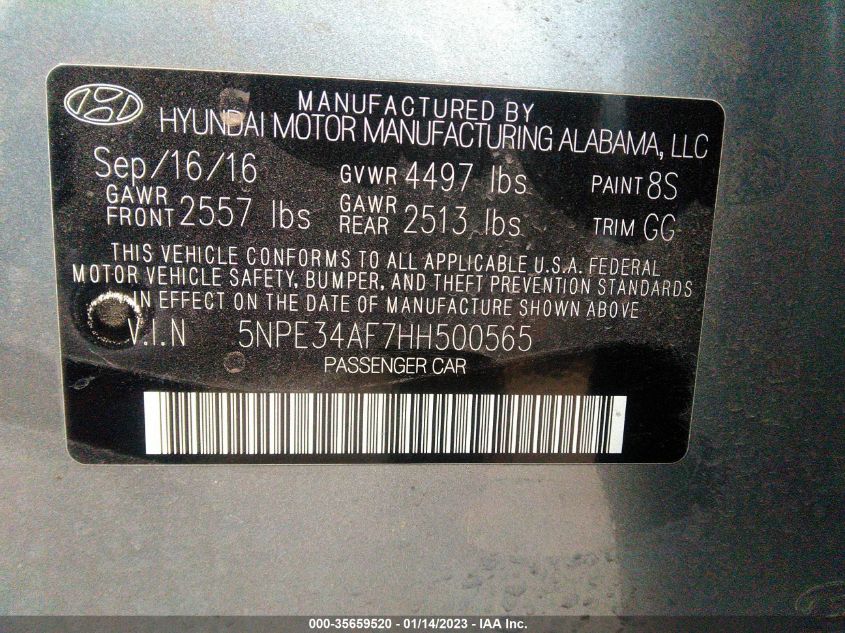 MANUFACTURED BY
HYUNDAI MOTOR MANUFACTURING ALABAMA, LLC
Sep/16/16 GVWR 4497 lbs PAINT 8S
GAWR FRONT 2557 lbs GAWR REAR 2513 lbs TRIM GG
THIS VEHICLE CONFORMS TO ALL APPLICABLE U.S.A. FEDERAL
MOTOR VEHICLE SAFETY, BUMPER, AND THEFT PREVENTION STANDARDS
IN EFFECT ON THE DATE OF MANUFACTURE SHOWN ABOVE
V.I.N 5NPE34AF7HH500565
PASSENGER CAR
000-35659520 - 01/14/2023 - IAA Inc.